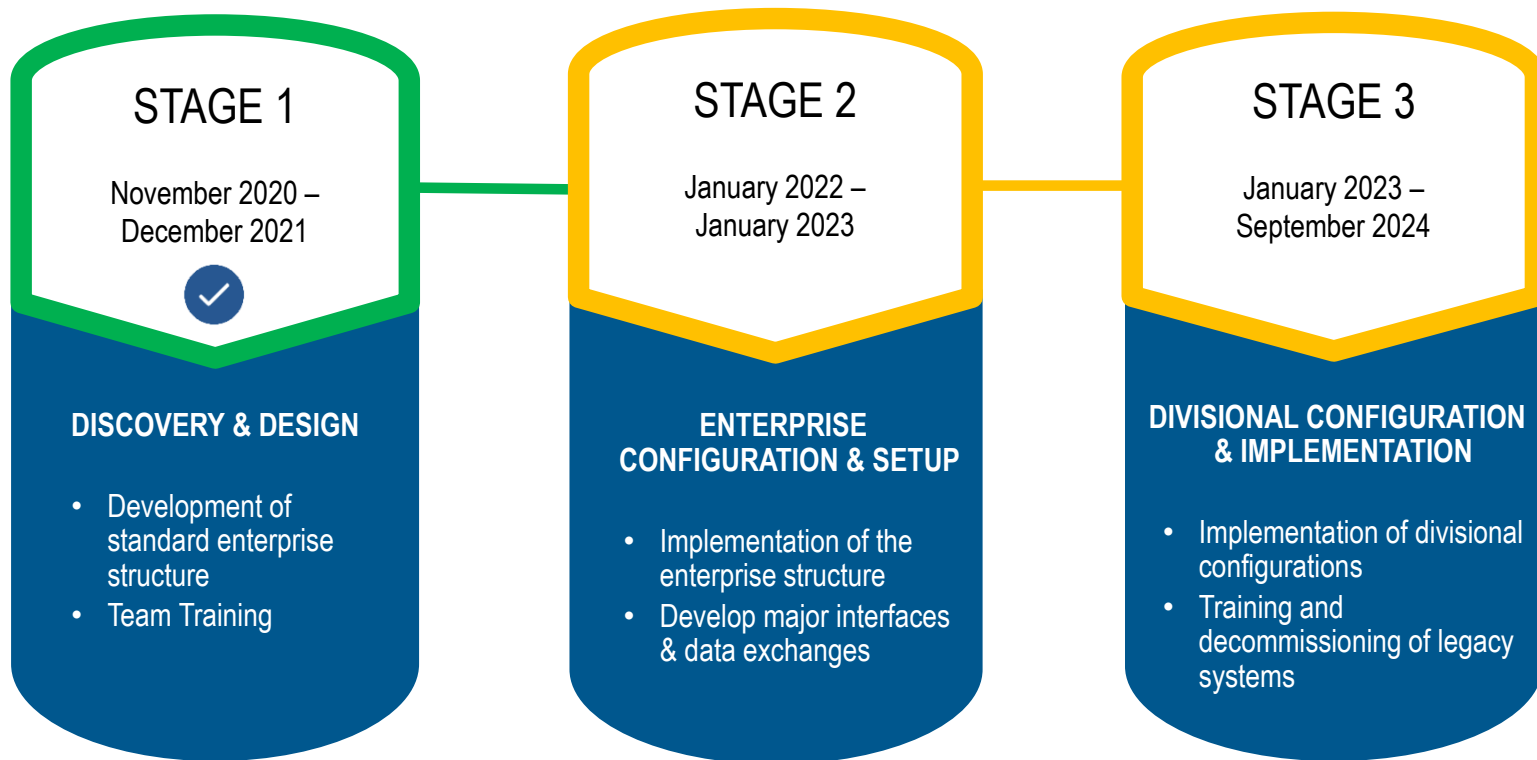 STAGE 1
November 2020 –
December 2021
DISCOVERY & DESIGN
• Development of
standard enterprise
structure
• Team Training
STAGE 2
January 2022 –
January 2023
ENTERPRISE
CONFIGURATION & SETUP
• Implementation of the
enterprise structure
• Develop major interfaces
& data exchanges
STAGE 3
January 2023 –
September 2024
DIVISIONAL CONFIGURATION
& IMPLEMENTATION
• Implementation of divisional
configurations
• Training and
decommissioning of legacy
systems